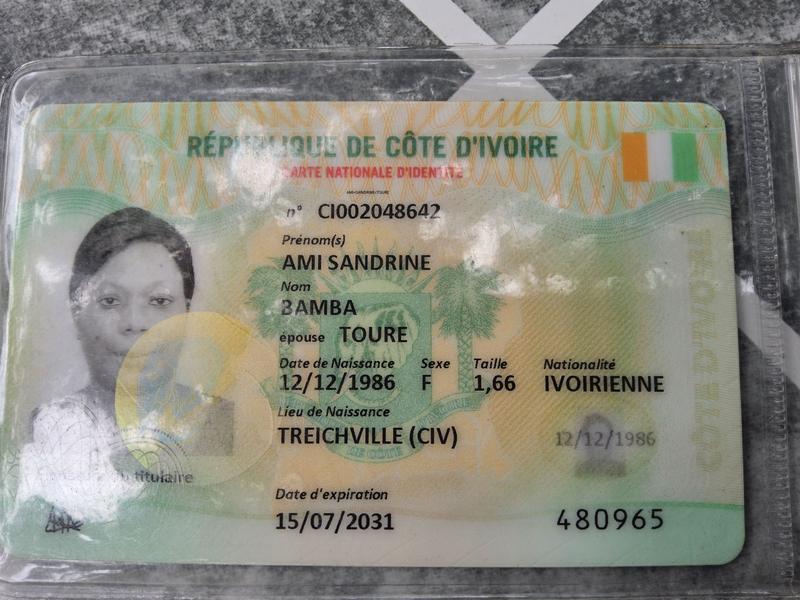 RÉPUBLIQUE DE CÔTE D'IVOIRE
CARTE NATIONALE D'IDENTITÉ
n° CI002048642
Prénom(s)
AMI SANDRINE
Nom
BAMBA
épouse TOURE
Date de Naissance Sexe Taille Nationalité
12/12/1986 F 1,66 IVOIRIENNE
Lieu de Naissance
TREICHVILLE (CIV)
12/12/1986
titulaire
Date d'expiration
15/07/2031
480965